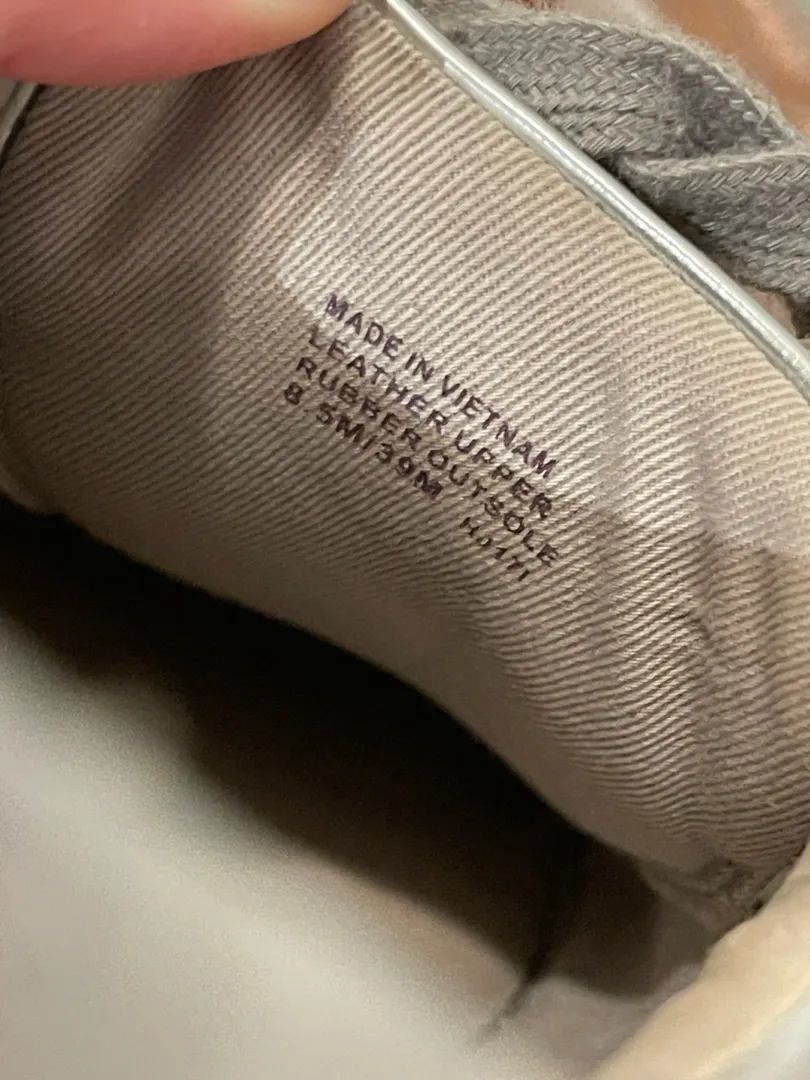 MADE IN VIETNAM
LEATHER UPPER
RUBBER OUTSOLE
8.5M/39M